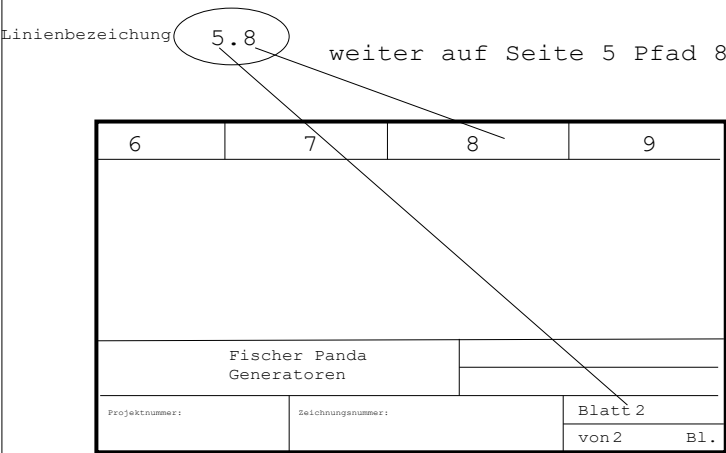 Linienbezeichung 5.8
weiter auf Seite 5 Pfad 8
6 7 8 9
Fischer Panda
Generatoren
Projektnummer: Zeichnungsnummer: Blatt 2
von 2 Bl.